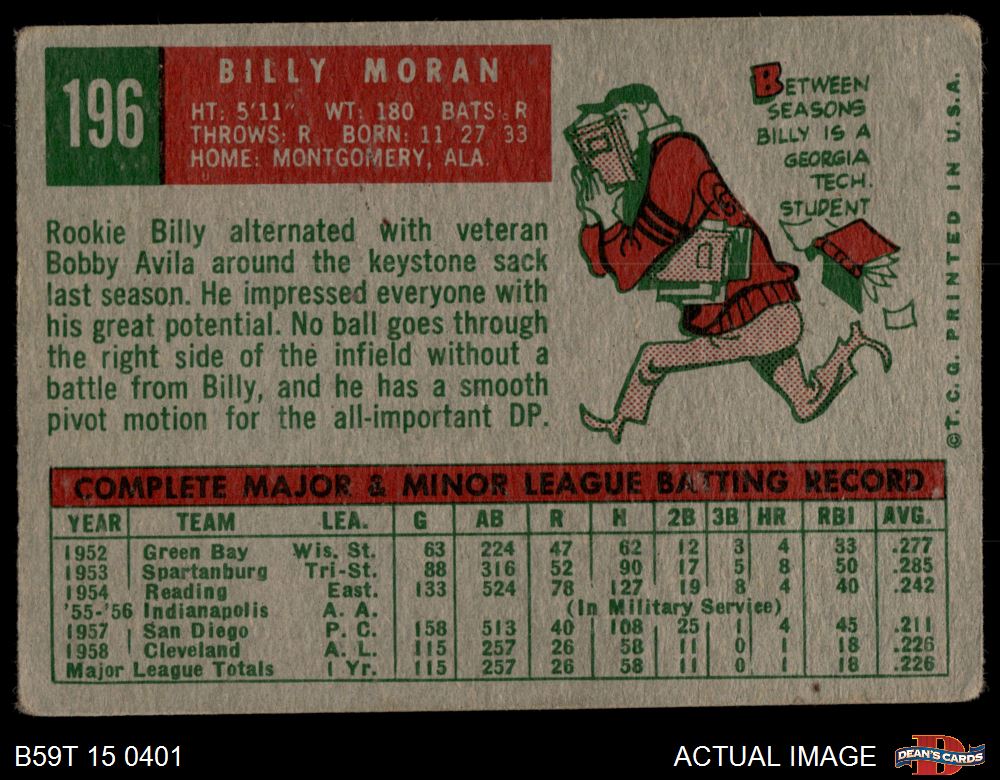 196
BILLY MORAN
HT: 5'11" WT: 180 BATS: R
THROWS: R BORN: 11 27 33
HOME: MONTGOMERY, ALA.
BETWEEN
SEASONS
BILLY IS A
GEORGIA
TECH.
STUDENT
Rookie Billy alternated with veteran
Bobby Avila around the keystone sack
last season. He impressed everyone with
his great potential. No ball goes through
the right side of the infield without a
battle from Billy, and he has a smooth
pivot motion for the all-important DP.
©T.C.G. PRINTED IN U.S.A.
COMPLETE MAJOR & MINOR LEAGUE BATTING RECORD
YEAR TEAM LEA. G AB R H 2B 3B HR RBI AVG.
1952 Green Bay Wis. St. 63 224 47 62 12 3 4 33 .277
1953 Spartanburg Tri-St. 88 316 52 90 17 5 8 50 .285
1954 Reading East. 133 524 78 127 19 8 4 40 .242
'55-'56 Indianapolis A. A. (In Military Service)
1957 San Diego P. C. 158 513 40 108 25 1 4 45 .211
1958 Cleveland A. L. 115 257 26 58 11 0 1 18 .226
Major League Totals 1 Yr. 115 257 26 58 11 0 1 18 .226
B59T 15 0401
ACTUAL IMAGE
DEAN'S CARDS